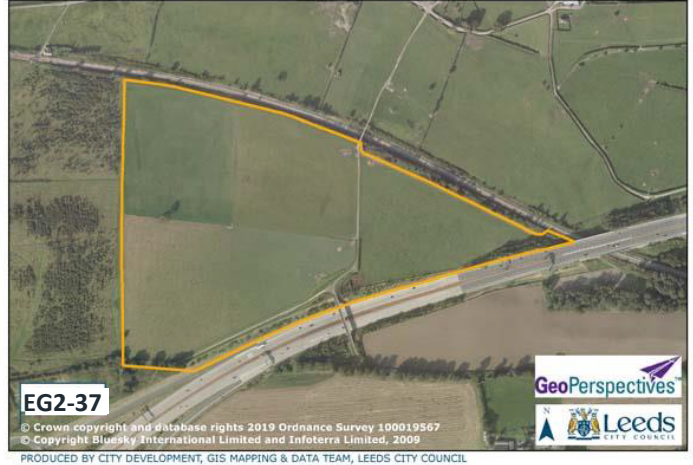 EG2-37
© Crown copyright and database rights 2019 Ordnance Survey 100019567
© Copyright Bluesky International Limited and Infoterra Limited, 2009
GeoPerspectives™
N
Leeds
CITY COUNCIL
PRODUCED BY CITY DEVELOPMENT, GIS MAPPING & DATA TEAM, LEEDS CITY COUNCIL